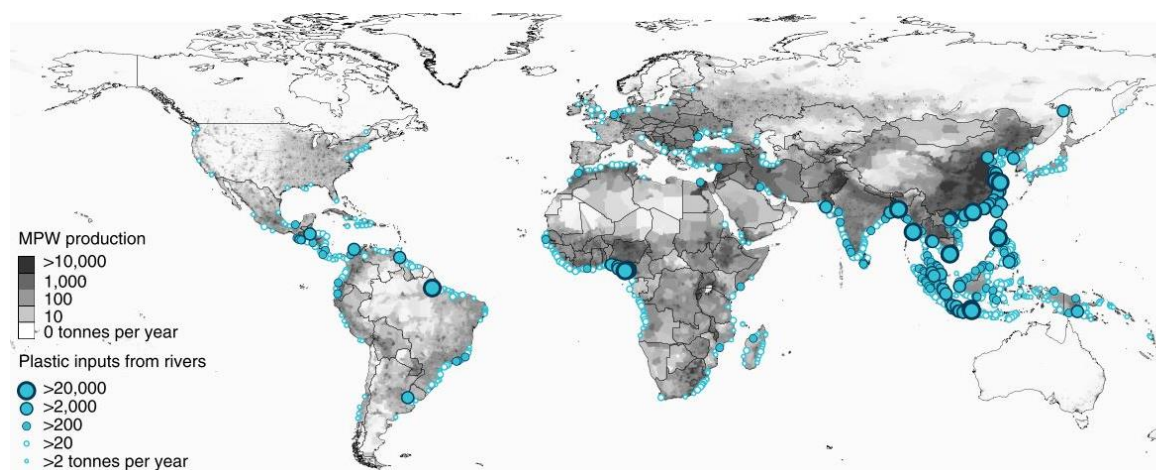 MPW production
>10,000
1,000
100
10
0 tonnes per year
Plastic inputs from rivers
>20,000
>2,000
>200
>20
>2 tonnes per year